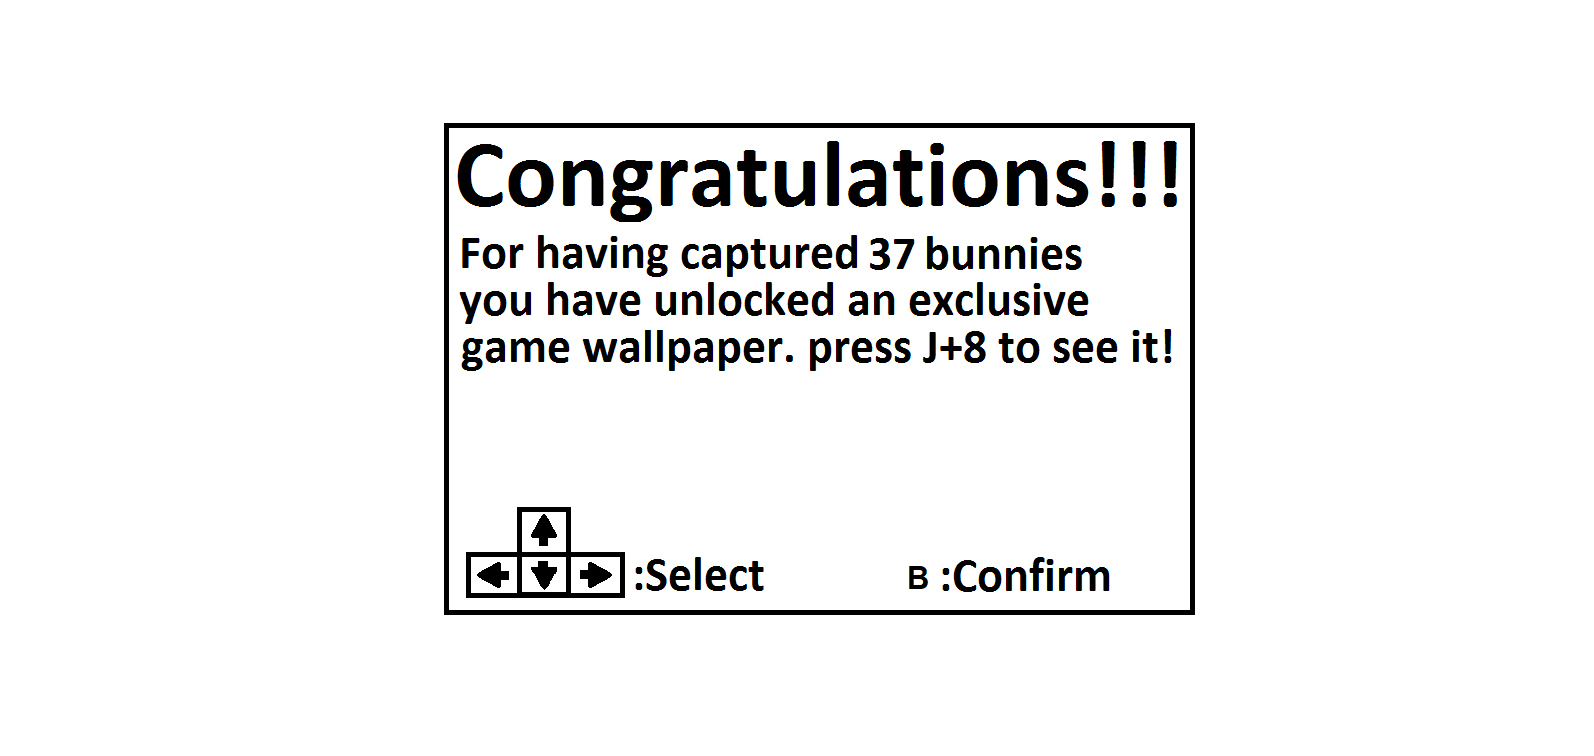 Congratulations!!!
For having captured 37 bunnies
you have unlocked an exclusive
game wallpaper. press J+8 to see it!
:Select
B :Confirm